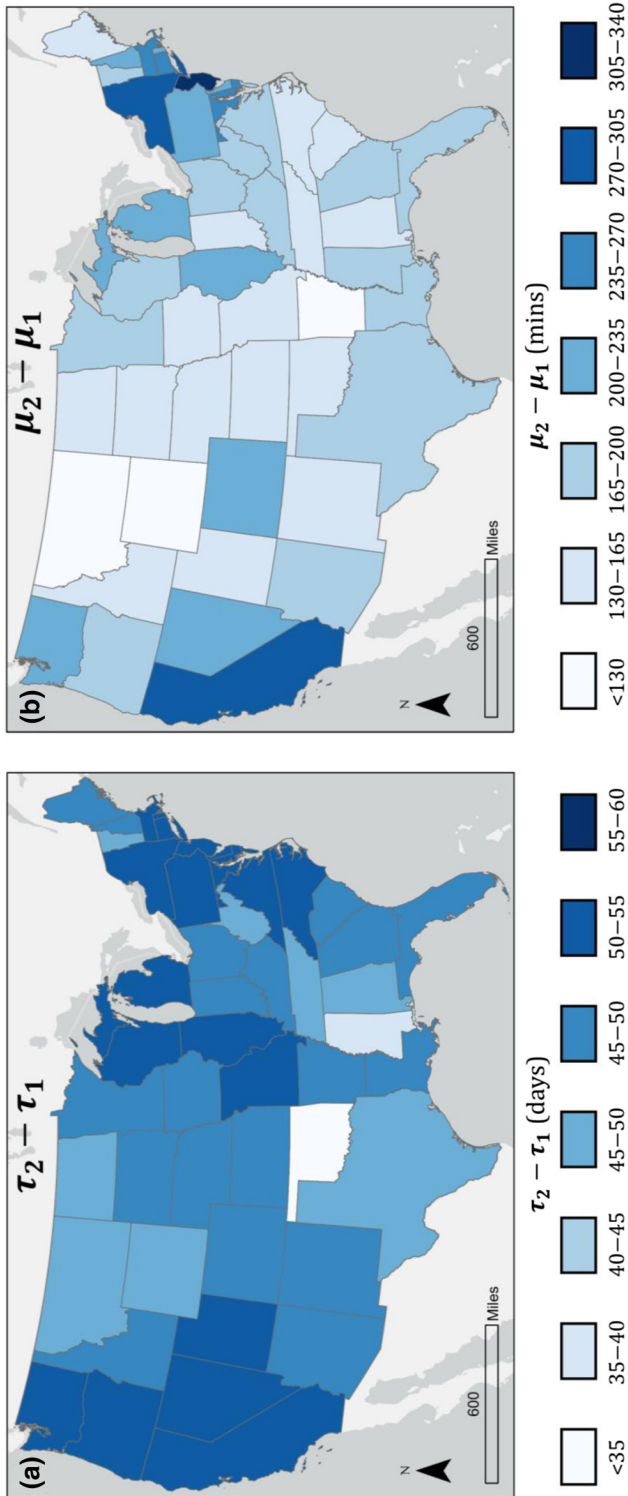 (a)
τ₂ − τ₁
N
600
Miles
τ₂ − τ₁ (days)
<35
35−40
40−45
45−50
45−50
50−55
55−60
(b)
μ₂ − μ₁
N
600
Miles
μ₂ − μ₁ (mins)
<130
130−165
165−200
200−235
235−270
270−305
305−340